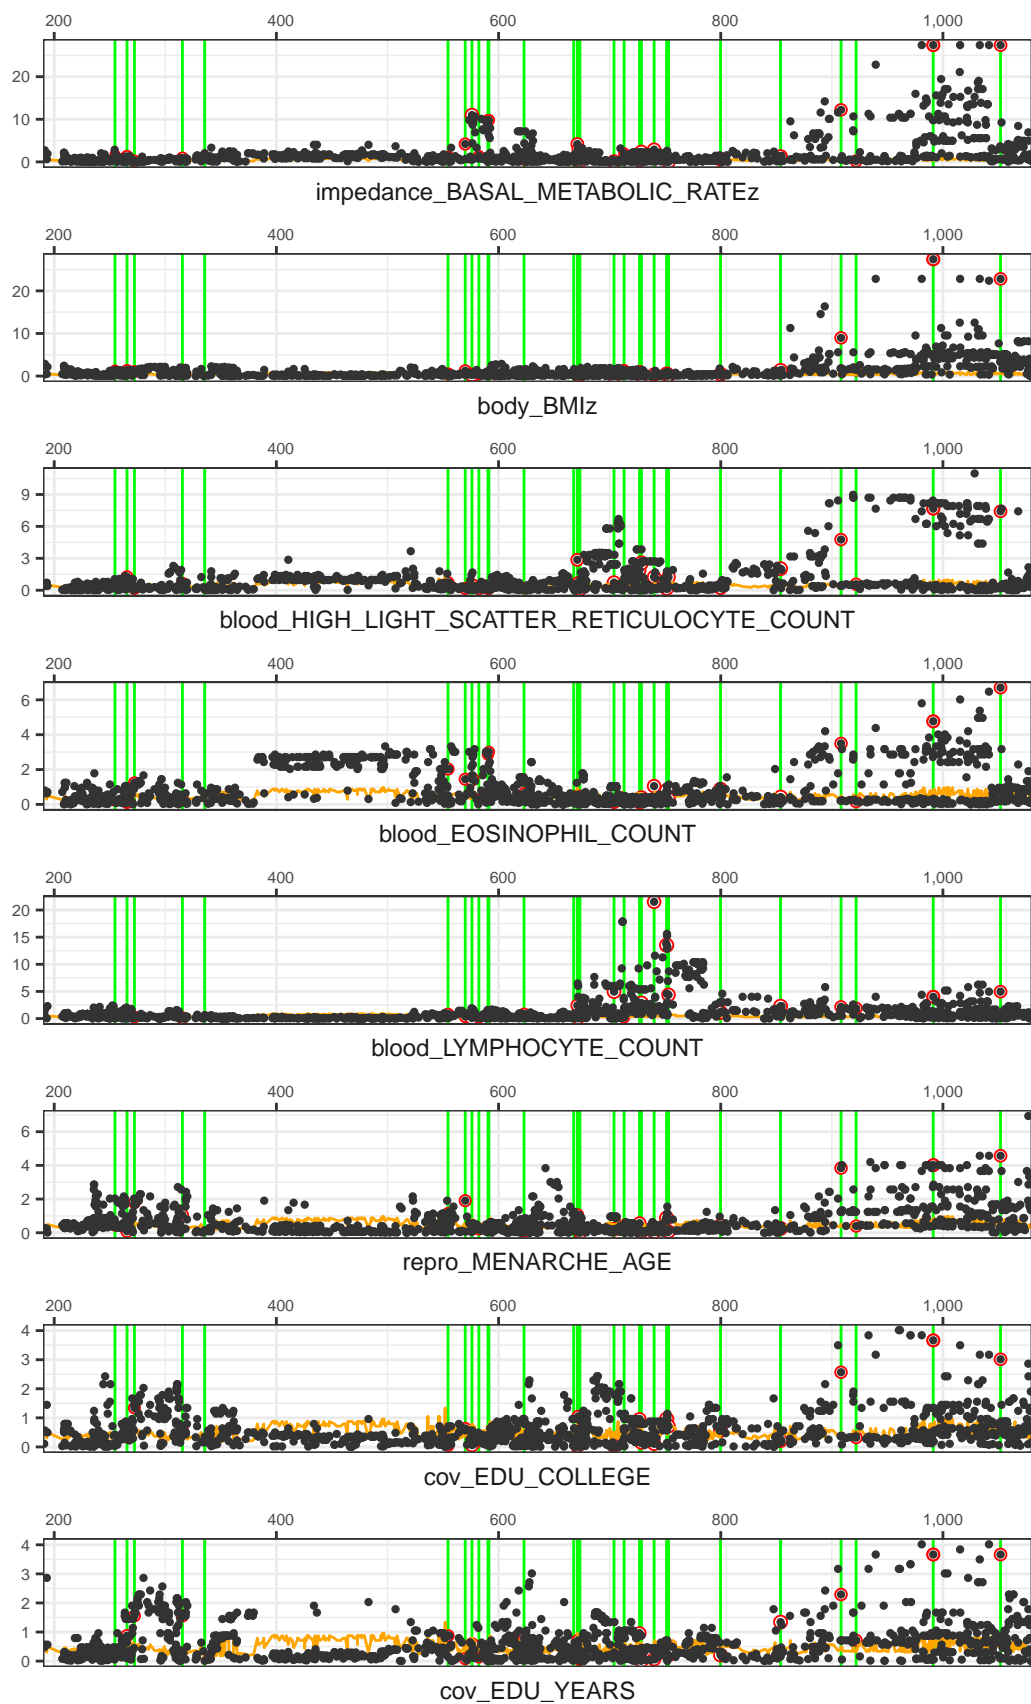 200 400 600 800 1,000
20
10
0
impedance_BASAL_METABOLIC_RATEz
200 400 600 800 1,000
20
10
0
body_BMIz
200 400 600 800 1,000
9
6
3
0
blood_HIGH_LIGHT_SCATTER_RETICULOCYTE_COUNT
200 400 600 800 1,000
6
4
2
0
blood_EOSINOPHIL_COUNT
200 400 600 800 1,000
20
15
10
5
0
blood_LYMPHOCYTE_COUNT
200 400 600 800 1,000
6
4
2
0
repro_MENARCHE_AGE
200 400 600 800 1,000
4
3
2
1
0
cov_EDU_COLLEGE
200 400 600 800 1,000
4
3
2
1
0
cov_EDU_YEARS